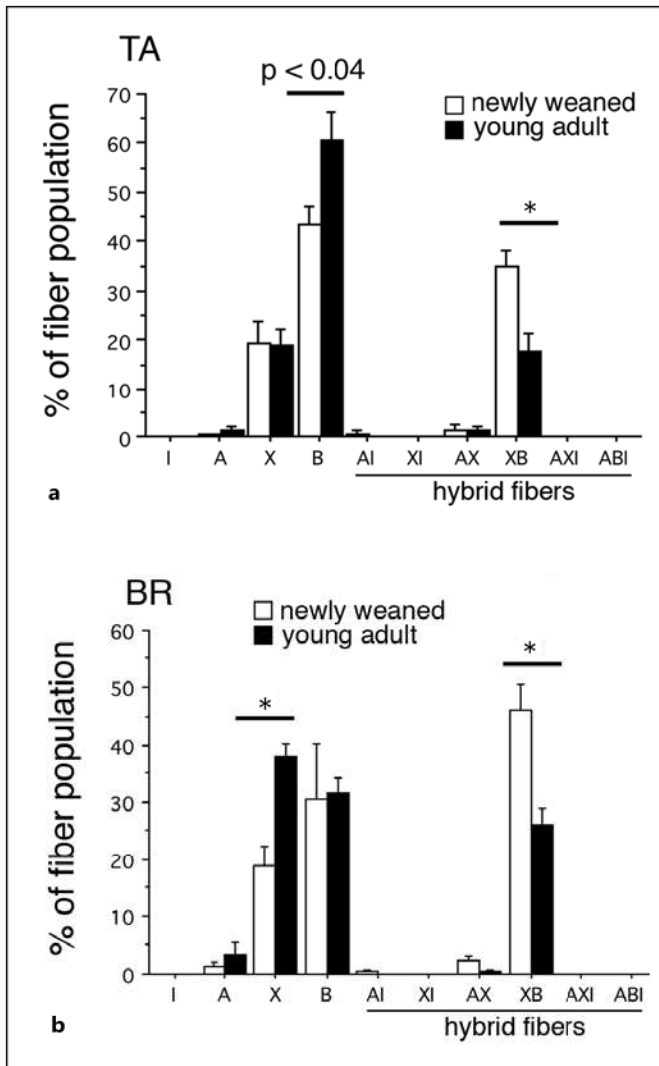 TA
p < 0.04
newly weaned
young adult
% of fiber population
70
60
50
40
30
20
10
0
*
I A X B AI XI AX XB AXI ABI
hybrid fibers
a
BR
newly weaned
young adult
% of fiber population
60
50
40
30
20
10
0
*
*
I A X B AI XI AX XB AXI ABI
hybrid fibers
b